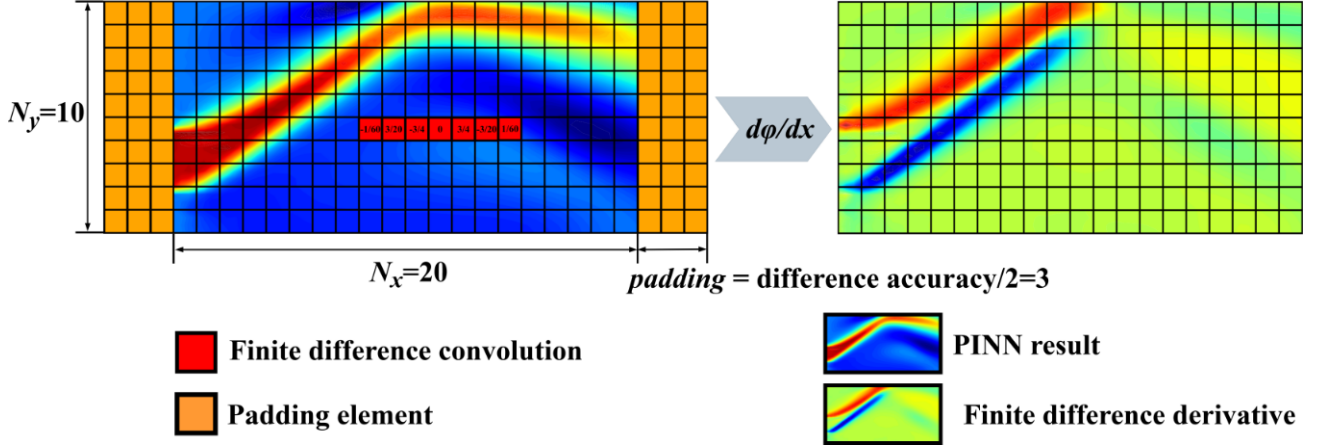 N_y=10
-1/60 3/20 -3/4 0 3/4 -3/20 1/60
dφ/dx
N_x=20
padding = difference accuracy/2=3
Finite difference convolution
PINN result
Padding element
Finite difference derivative